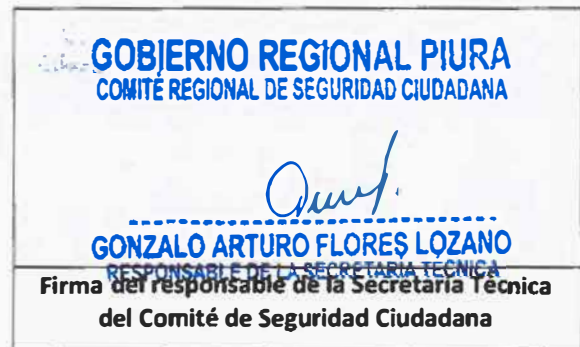 GOBIERNO REGIONAL PIURA
COMITÉ REGIONAL DE SEGURIDAD CIUDADANA
GONZALO ARTURO FLORES LOZANO
RESPONSABLE DE LA SECRETARIA TECNICA
Firma del responsable de la Secretaría Técnica
del Comité de Seguridad Ciudadana